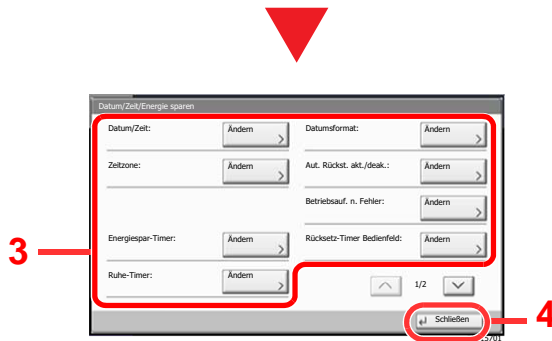 Datum/Zeit/Energie sparen
Datum/Zeit: Ändern Datumsformat: Ändern
Zeitzone: Ändern Aut. Rückst. akt./deak.: Ändern
Betriebsauf. n. Fehler: Ändern
3
Energiespar-Timer: Ändern Rücksetz-Timer Bedienfeld: Ändern
Ruhe-Timer: Ändern 1/2
Schließen
4